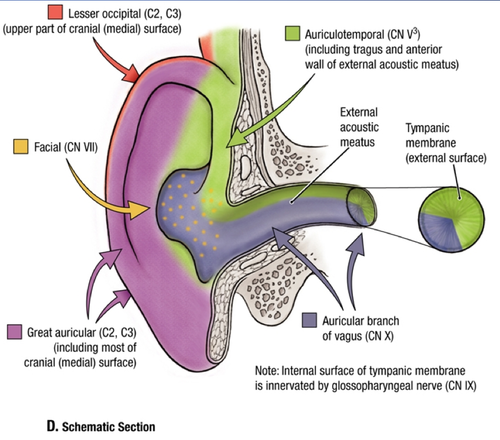 Lesser occipital (C2, C3)
(upper part of cranial (medial) surface)
Auriculotemporal (CN V³)
(including tragus and anterior
wall of external acoustic meatus)
External
acoustic
meatus
Tympanic
membrane
(external surface)
Facial (CN VII)
Great auricular (C2, C3)
(including most of
cranial (medial) surface)
Auricular branch
of vagus (CN X)
Note: Internal surface of tympanic membrane
is innervated by glossopharyngeal nerve (CN IX)
D. Schematic Section